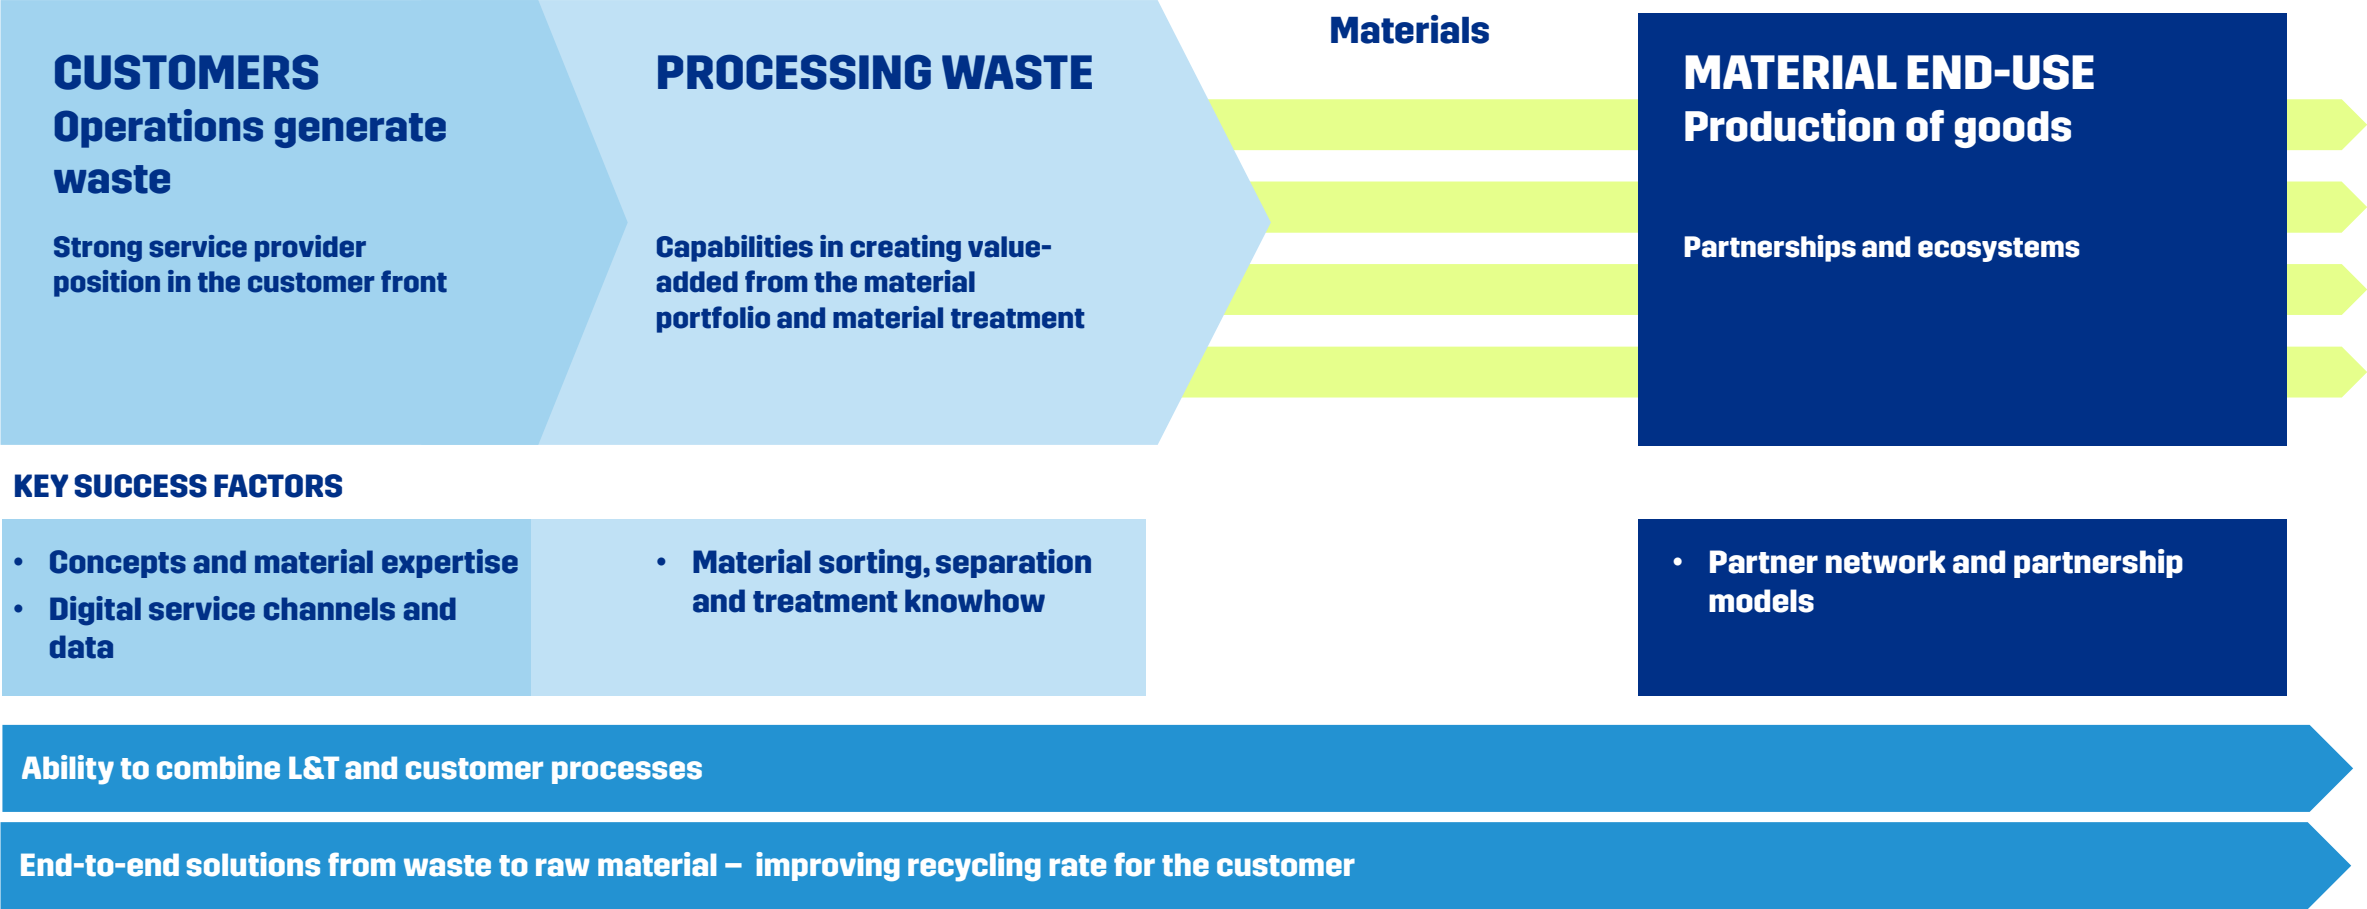 CUSTOMERS
Operations generate
waste
Strong service provider
position in the customer front
PROCESSING WASTE
Capabilities in creating value-
added from the material
portfolio and material treatment
Materials
MATERIAL END-USE
Production of goods
Partnerships and ecosystems
KEY SUCCESS FACTORS
• Concepts and material expertise
• Digital service channels and
data
• Material sorting, separation
and treatment knowhow
• Partner network and partnership
models
Ability to combine L&T and customer processes
End-to-end solutions from waste to raw material – improving recycling rate for the customer